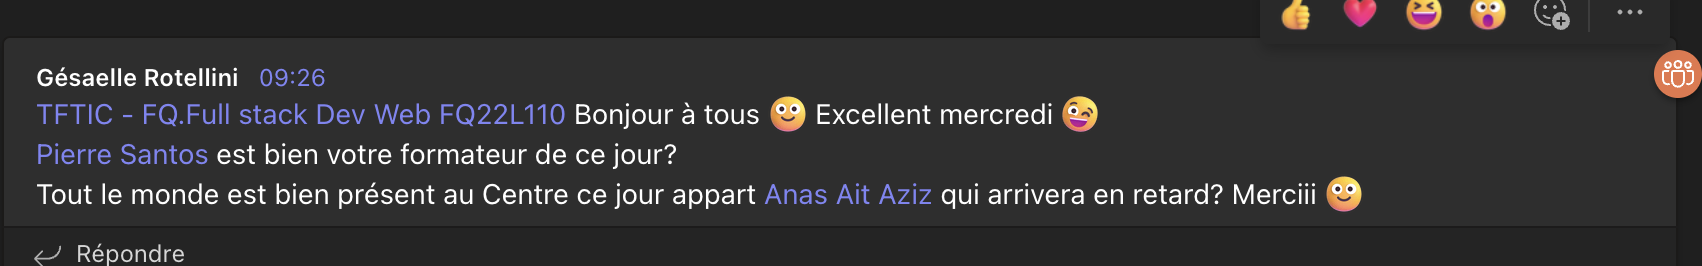 Gésaelle Rotellini 09:26
TFTIC - FQ.Full stack Dev Web FQ22L110 Bonjour à tous 🙂 Excellent mercredi 😜
Pierre Santos est bien votre formateur de ce jour?
Tout le monde est bien présent au Centre ce jour appart Anas Ait Aziz qui arrivera en retard? Merciii 🙂
Répondre